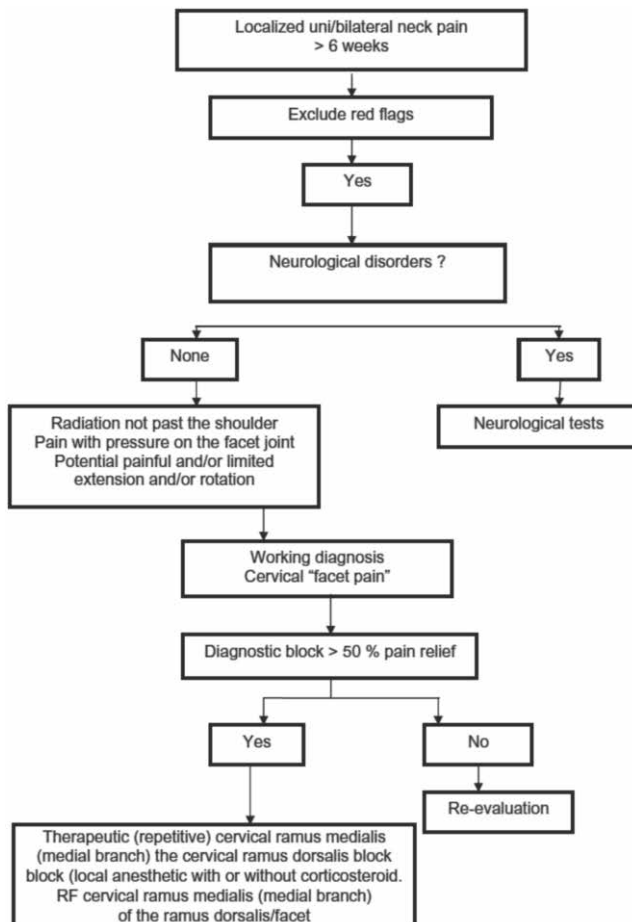 Localized uni/bilateral neck pain
> 6 weeks
Exclude red flags
Yes
Neurological disorders ?
None
Yes
Radiation not past the shoulder
Pain with pressure on the facet joint
Potential painful and/or limited
extension and/or rotation
Neurological tests
Working diagnosis
Cervical “facet pain”
Diagnostic block > 50 % pain relief
Yes
No
Re-evaluation
Therapeutic (repetitive) cervical ramus medialis
(medial branch) the cervical ramus dorsalis block
block (local anesthetic with or without corticosteroid.
RF cervical ramus medialis (medial branch)
of the ramus dorsalis/facet